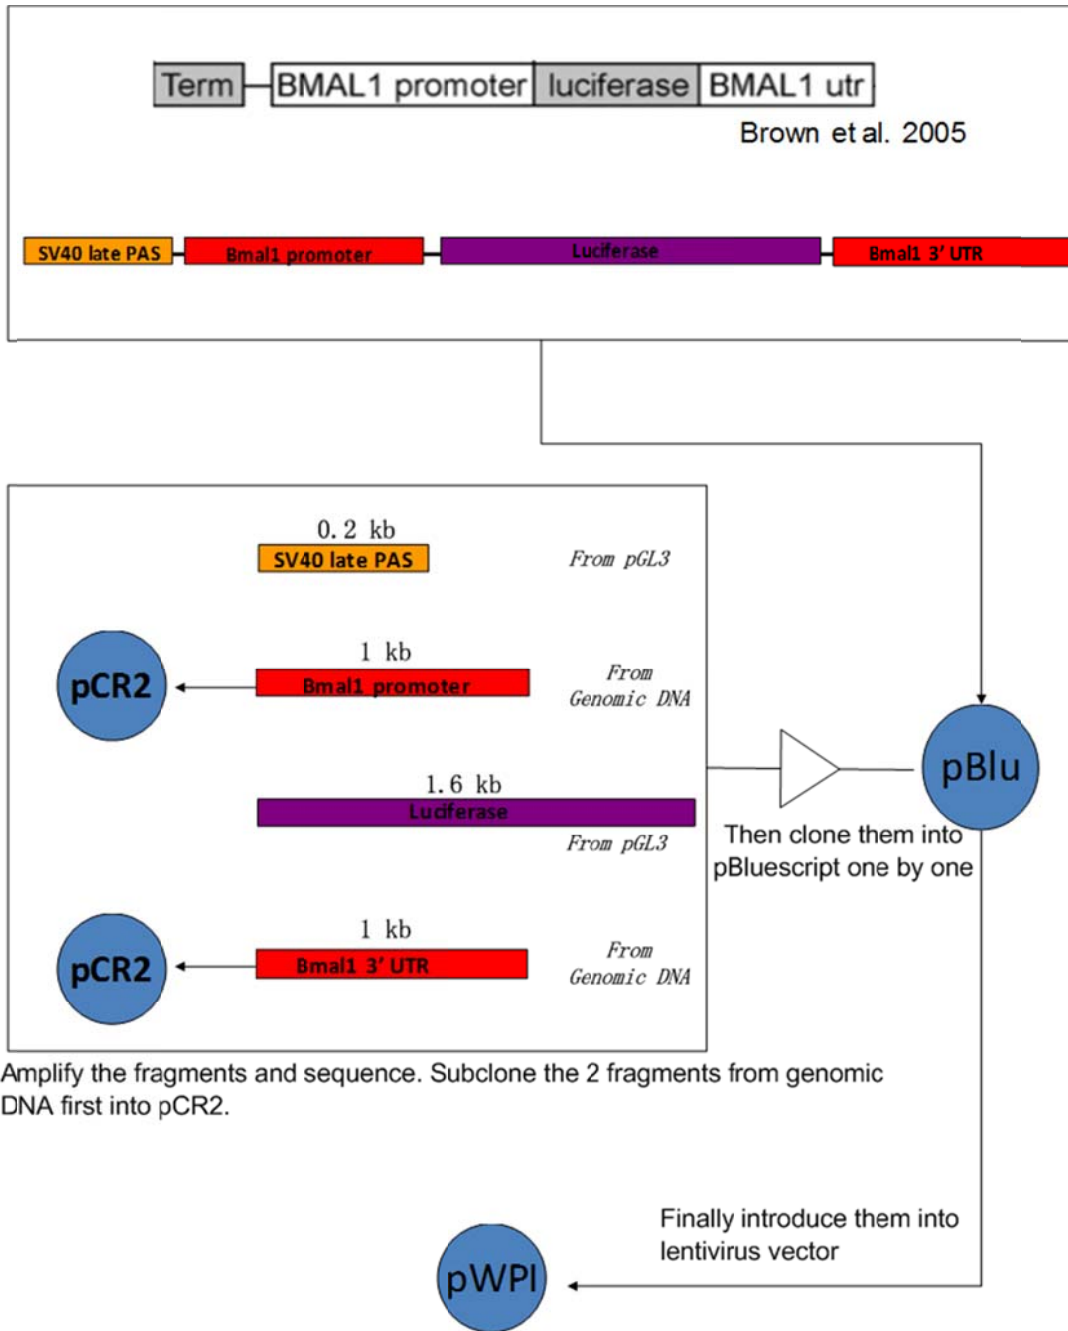 Term BMAL1 promoter luciferase BMAL1 utr
Brown et al. 2005
SV40 late PAS Bmal1 promoter Luciferase Bmal1 3' UTR
0.2 kb
SV40 late PAS
From pGL3
pCR2
1 kb
Bmal1 promoter
From
Genomic DNA
1.6 kb
Luciferase
From pGL3
pCR2
1 kb
Bmal1 3' UTR
From
Genomic DNA
pBlu
Then clone them into
pBluescript one by one
Amplify the fragments and sequence. Subclone the 2 fragments from genomic
DNA first into pCR2.
Finally introduce them into
lentivirus vector
pWPI